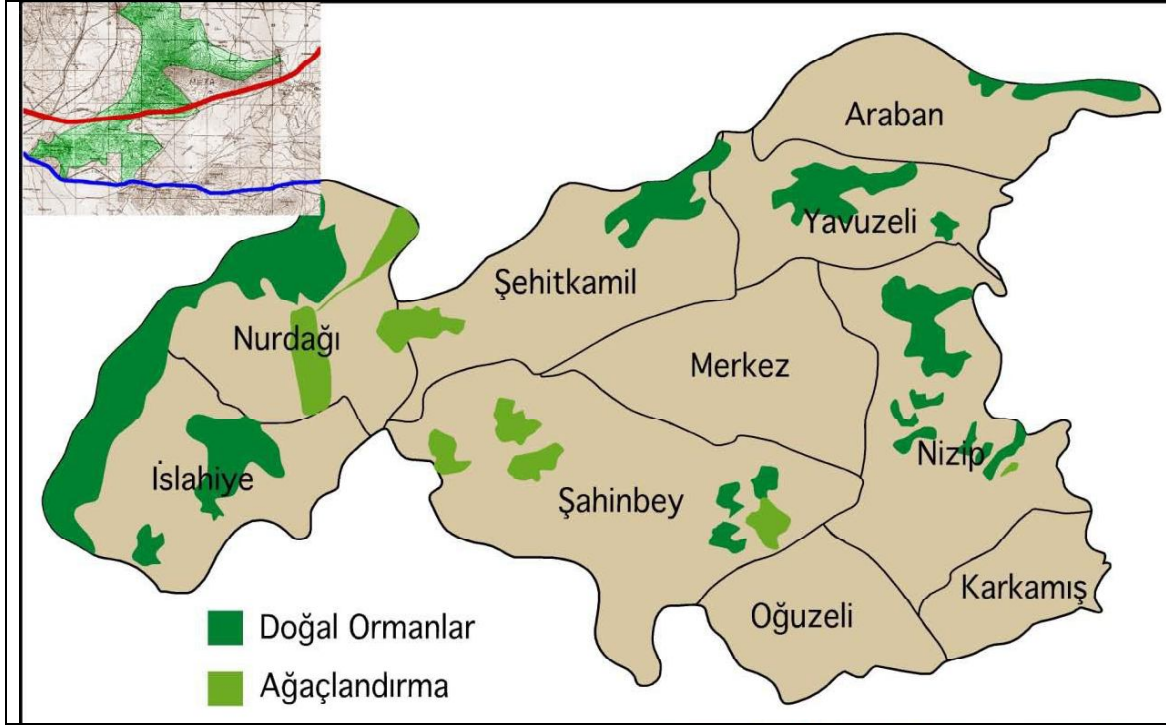 Araban
Yavuzeli
Şehitkamil
Nurdağı
Merkez
Nizip
İslahiye
Şahinbey
Karkamış
Oğuzeli
Doğal Ormanlar
Ağaçlandırma